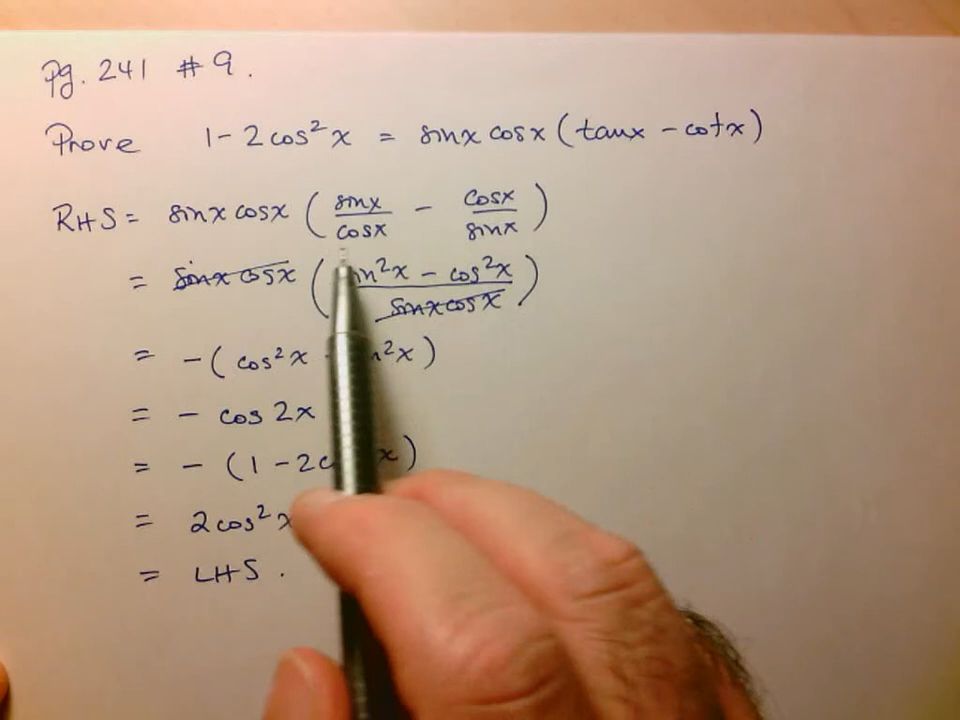 Pg. 241 #9.
Prove 1-2cos²x = sinx cosx (tanx - cotx)
RHS = sinx cosx ( sinx/cosx - cosx/sinx )
= sinx cosx ( in²x - cos²x / sinx cosx )
= -( cos²x n²x )
= - cos 2x
= - (1 - 2c x)
= 2cos²x
= LHS.